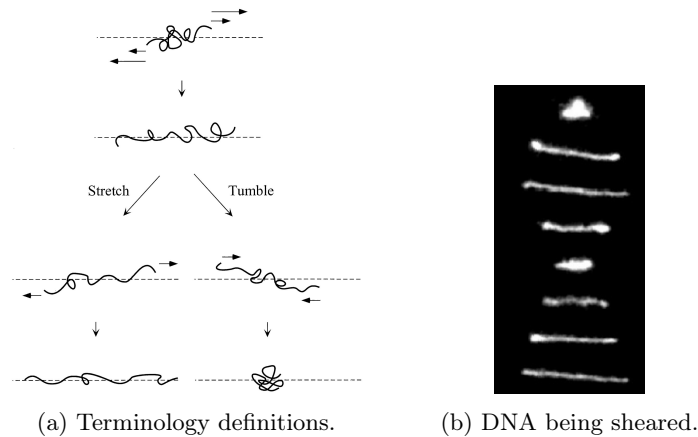 Stretch
Tumble
(a) Terminology definitions.
(b) DNA being sheared.